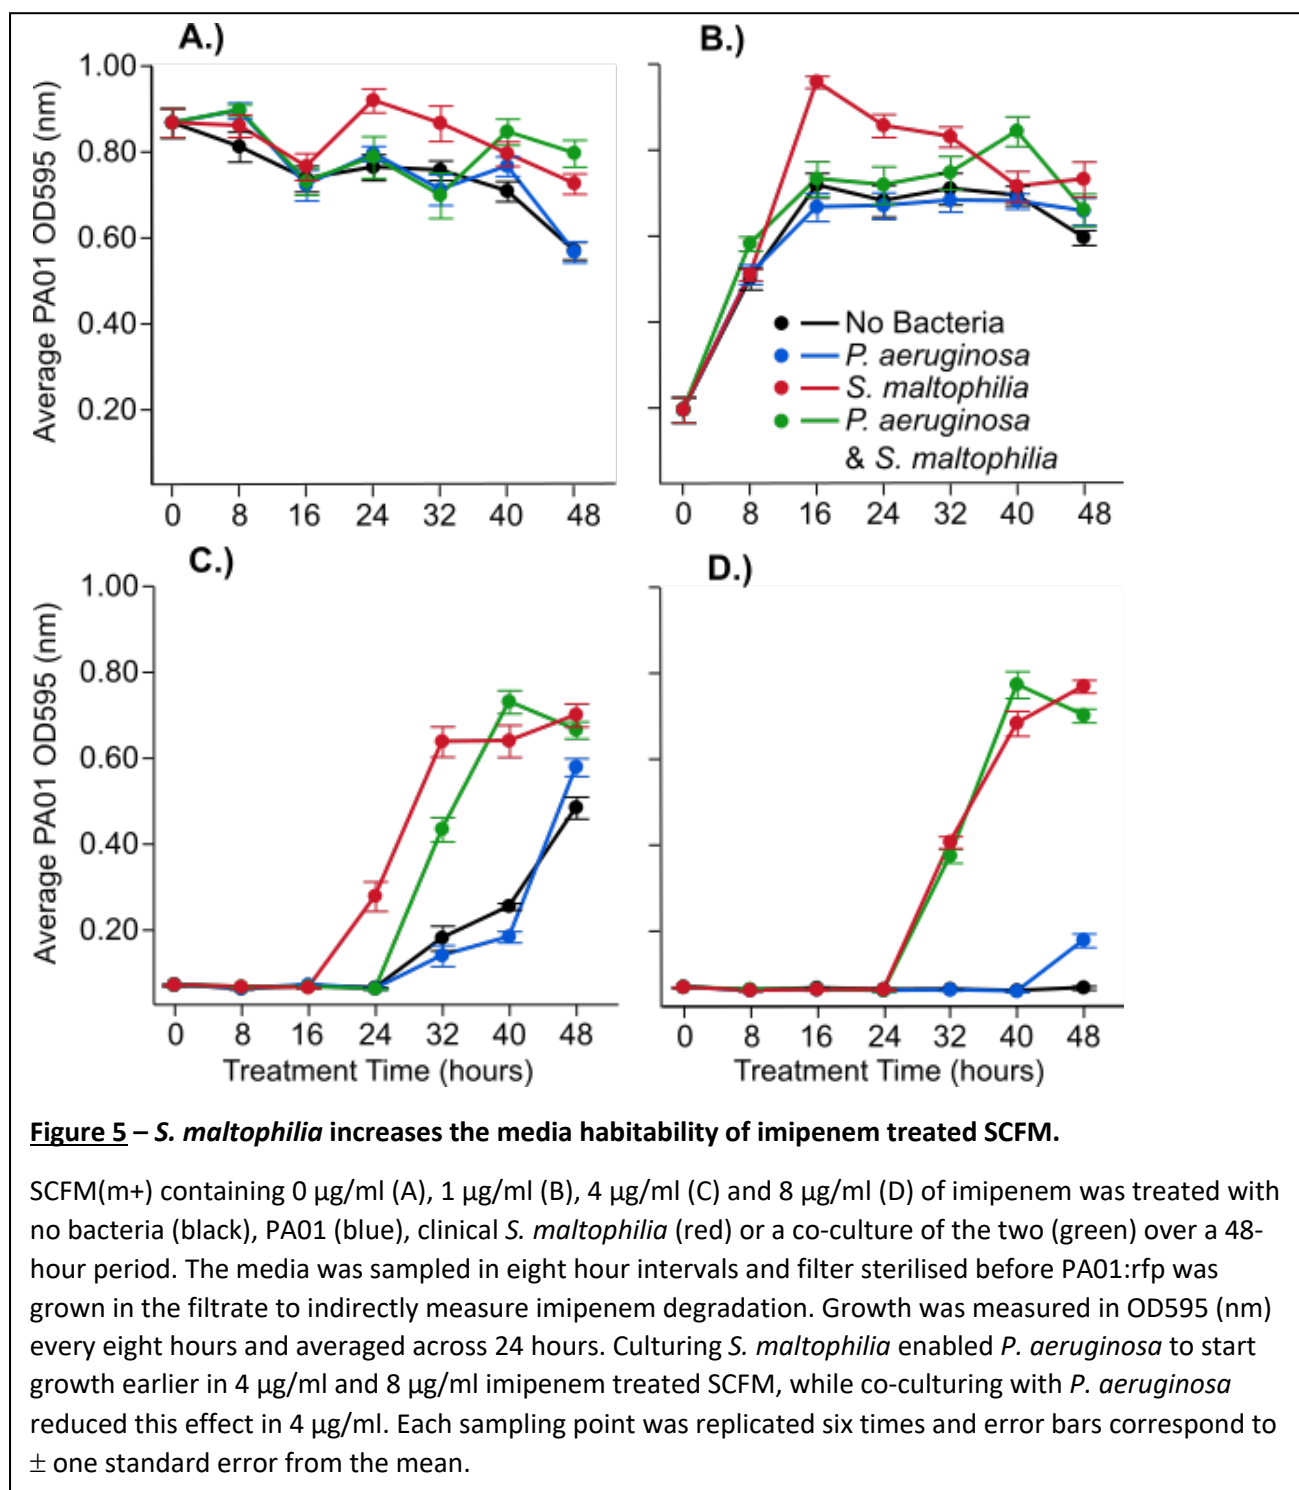 A.)
B.)
Average PA01 OD595 (nm)
1.00
0.80
0.60
0.40
0.20
0 8 16 24 32 40 48
No Bacteria
P. aeruginosa
S. maltophilia
P. aeruginosa
& S. maltophilia
0 8 16 24 32 40 48
C.)
D.)
Average PA01 OD595 (nm)
1.00
0.80
0.60
0.40
0.20
0 8 16 24 32 40 48
Treatment Time (hours)
0 8 16 24 32 40 48
Treatment Time (hours)
Figure 5 – S. maltophilia increases the media habitability of imipenem treated SCFM.
SCFM(m+) containing 0 µg/ml (A), 1 µg/ml (B), 4 µg/ml (C) and 8 µg/ml (D) of imipenem was treated with
no bacteria (black), PA01 (blue), clinical S. maltophilia (red) or a co-culture of the two (green) over a 48-
hour period. The media was sampled in eight hour intervals and filter sterilised before PA01:rfp was
grown in the filtrate to indirectly measure imipenem degradation. Growth was measured in OD595 (nm)
every eight hours and averaged across 24 hours. Culturing S. maltophilia enabled P. aeruginosa to start
growth earlier in 4 µg/ml and 8 µg/ml imipenem treated SCFM, while co-culturing with P. aeruginosa
reduced this effect in 4 µg/ml. Each sampling point was replicated six times and error bars correspond to
± one standard error from the mean.